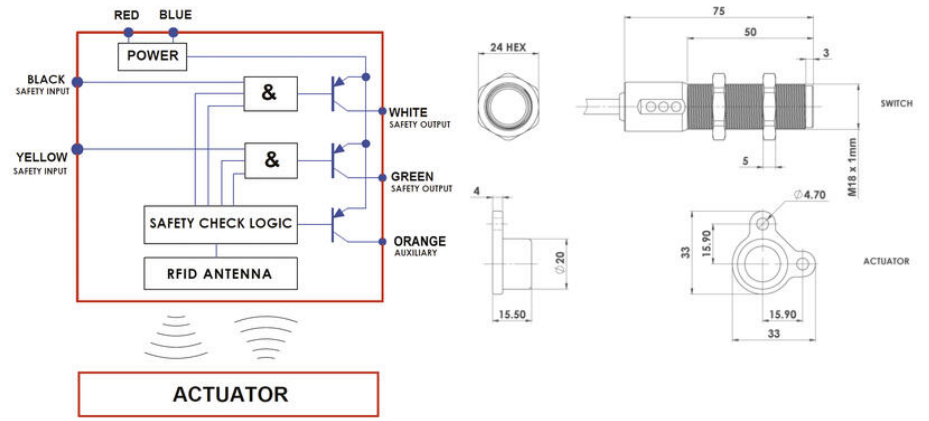 RED
BLUE
POWER
BLACK
SAFETY INPUT
&
WHITE
SAFETY OUTPUT
YELLOW
SAFETY INPUT
&
GREEN
SAFETY OUTPUT
SAFETY CHECK LOGIC
ORANGE
AUXILIARY
RFID ANTENNA
ACTUATOR
24 HEX
75
50
3
SWITCH
5
M18 x 1mm
4
∅20
15.50
∅4.70
33
15.90
ACTUATOR
15.90
33